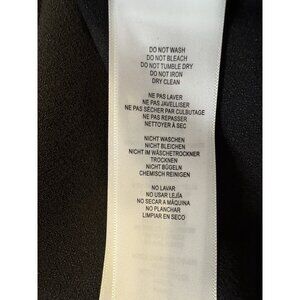 DO NOT WASH
DO NOT BLEACH
DO NOT TUMBLE DRY
DO NOT IRON
DRY CLEAN
NE PAS LAVER
NE PAS JAVELLISER
NE PAS SÉCHER PAR CULBUTAGE
NE PAS REPASSER
NETTOYER À SEC
NICHT WASCHEN
NICHT BLEICHEN
NICHT IM WÄSCHETROCKNER
TROCKNEN
NICHT BÜGELN
CHEMISCH REINIGEN
NO LAVAR
NO USAR LEJÍA
NO SECAR A MÁQUINA
NO PLANCHAR
LIMPIAR EN SECO